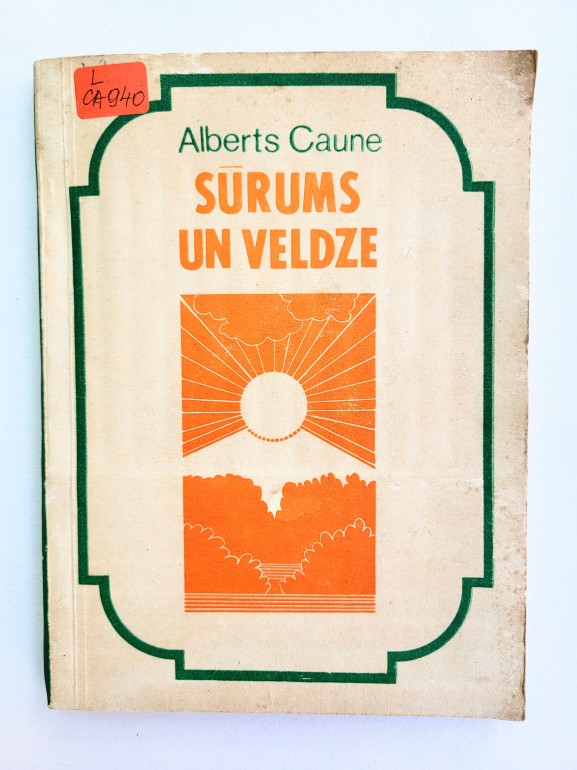 L
CA940
Alberts Caune
SŪRUMS
UN VELDZE